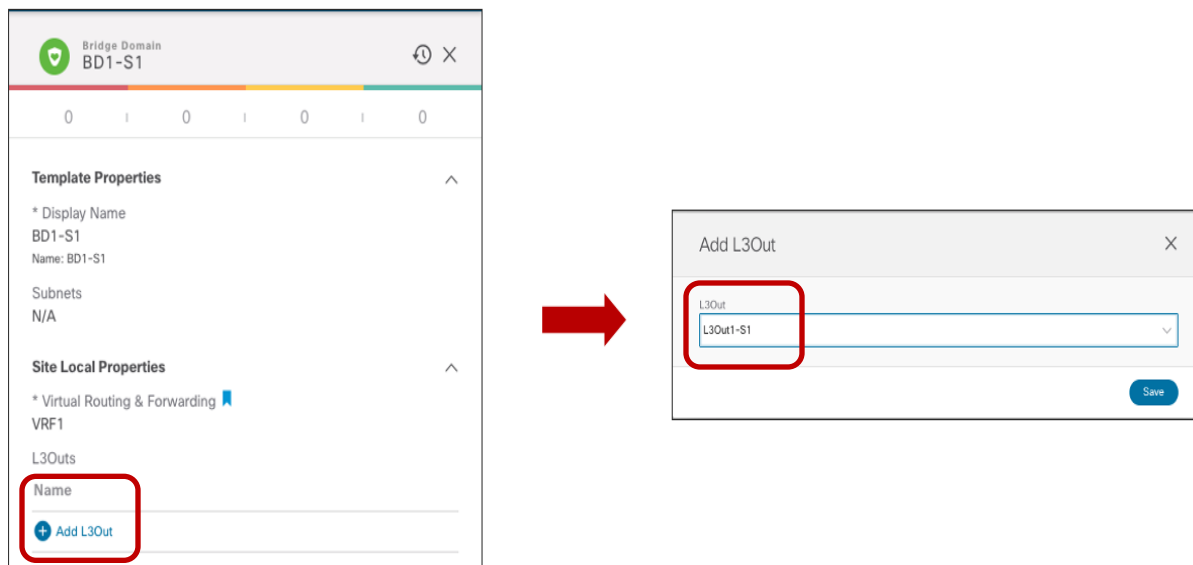 Bridge Domain
BD1-S1
0 0 0 0
Template Properties
* Display Name
BD1-S1
Name: BD1-S1
Subnets
N/A
Site Local Properties
* Virtual Routing & Forwarding
VRF1
L3Outs
Name
Add L3Out
Add L3Out
L3Out
L3Out1-S1
Save